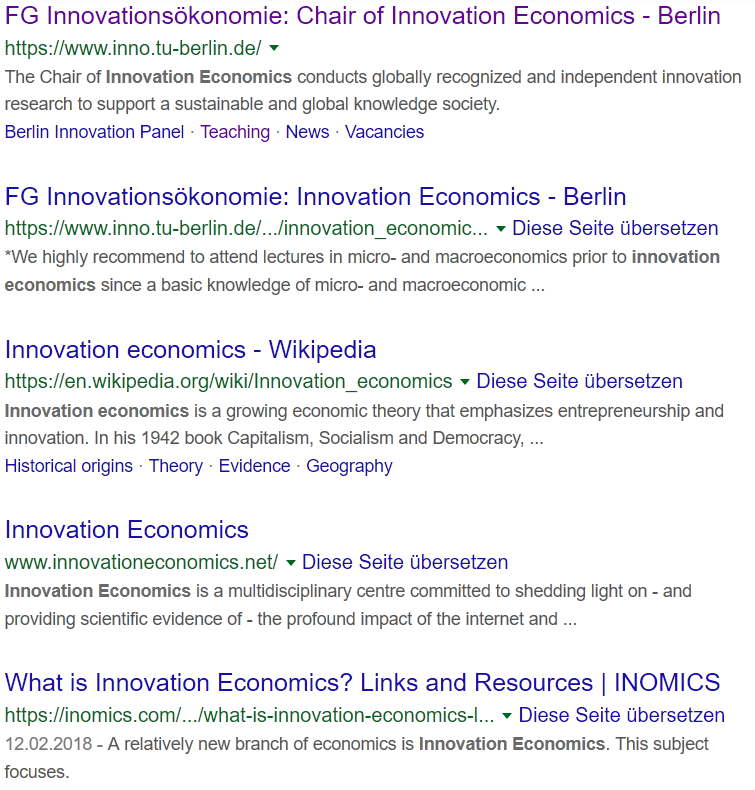 FG Innovationsökonomie: Chair of Innovation Economics - Berlin
https://www.inno.tu-berlin.de/
The Chair of Innovation Economics conducts globally recognized and independent innovation
research to support a sustainable and global knowledge society.
Berlin Innovation Panel · Teaching · News · Vacancies
FG Innovationsökonomie: Innovation Economics - Berlin
https://www.inno.tu-berlin.de/.../innovation_economic... Diese Seite übersetzen
*We highly recommend to attend lectures in micro- and macroeconomics prior to innovation
economics since a basic knowledge of micro- and macroeconomic ...
Innovation economics - Wikipedia
https://en.wikipedia.org/wiki/Innovation_economics Diese Seite übersetzen
Innovation economics is a growing economic theory that emphasizes entrepreneurship and
innovation. In his 1942 book Capitalism, Socialism and Democracy, ...
Historical origins · Theory · Evidence · Geography
Innovation Economics
www.innovationeconomics.net/ Diese Seite übersetzen
Innovation Economics is a multidisciplinary centre committed to shedding light on - and
providing scientific evidence of - the profound impact of the internet and ...
What is Innovation Economics? Links and Resources | INOMICS
https://inomics.com/.../what-is-innovation-economics-l... Diese Seite übersetzen
12.02.2018 - A relatively new branch of economics is Innovation Economics. This subject
focuses.